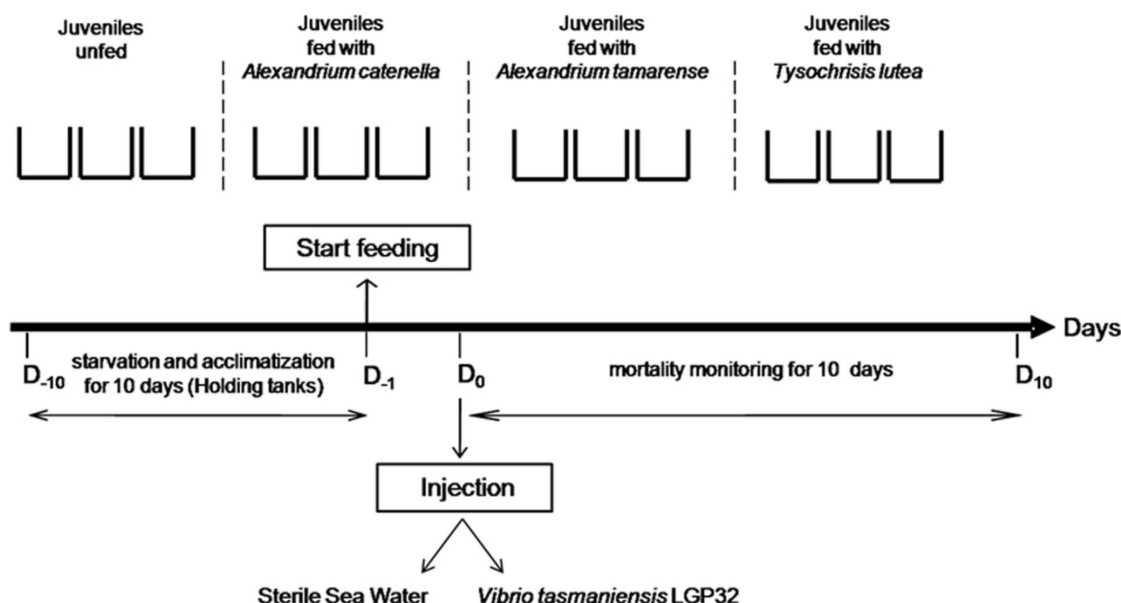 Juveniles
unfed
Juveniles
fed with
Alexandrium catenella
Juveniles
fed with
Alexandrium tamarense
Juveniles
fed with
Tysochrisis lutea
Start feeding
Days
D-10
starvation and acclimatization
for 10 days (Holding tanks)
D-1
D0
mortality monitoring for 10 days
D10
Injection
Sterile Sea Water
Vibrio tasmaniensis LGP32